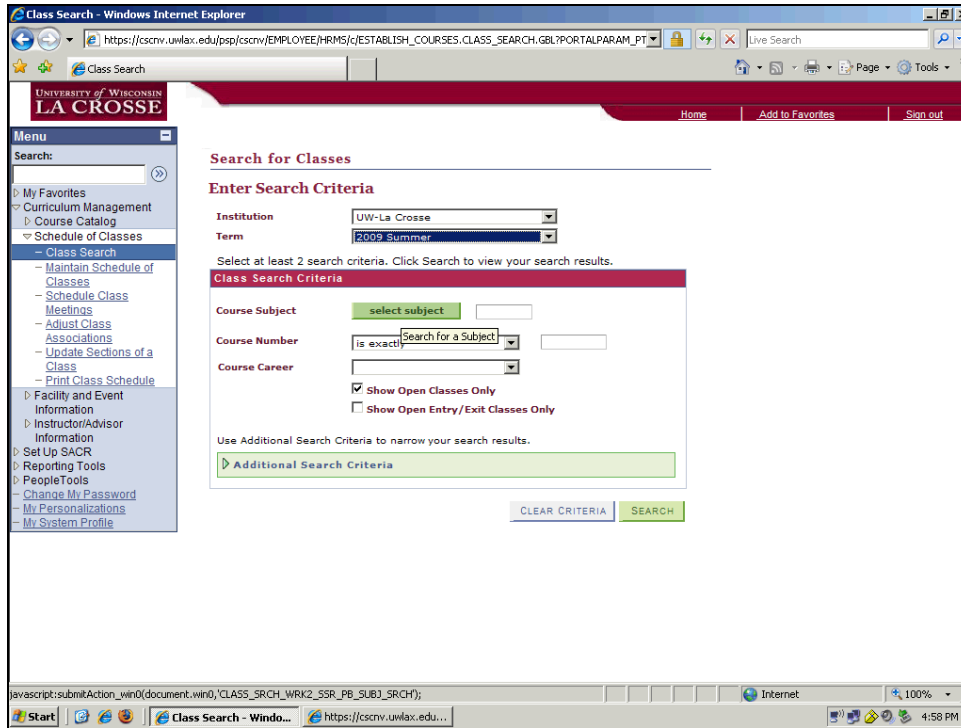 Class Search - Windows Internet Explorer
https://cscnv.uwlax.edu/psp/cscnv/EMPLOYEE/HRMS/c/ESTABLISH_COURSES.CLASS_SEARCH.GBL?PORTALPARAM_PT
Live Search
Class Search
Page
Tools
UNIVERSITY of WISCONSIN
LA CROSSE
Home
Add to Favorites
Sign out
Menu
Search:
My Favorites
Curriculum Management
Course Catalog
Schedule of Classes
– Class Search
– Maintain Schedule of
Classes
– Schedule Class
Meetings
– Adjust Class
Associations
– Update Sections of a
Class
– Print Class Schedule
Facility and Event
Information
Instructor/Advisor
Information
Set Up SACR
Reporting Tools
PeopleTools
– Change My Password
– My Personalizations
– My System Profile
Search for Classes
Enter Search Criteria
Institution
UW-La Crosse
Term
2009 Summer
Select at least 2 search criteria. Click Search to view your search results.
Class Search Criteria
Course Subject
select subject
Search for a Subject
Course Number
is exactly
Course Career
Show Open Classes Only
Show Open Entry/Exit Classes Only
Use Additional Search Criteria to narrow your search results.
Additional Search Criteria
CLEAR CRITERIA
SEARCH
javascript:submitAction_win0(document.win0,'CLASS_SRCH_WRK2_SSR_PB_SUBJ_SRCH');
Internet
100%
Start
Class Search - Windo...
https://cscnv.uwlax.edu...
4:58 PM